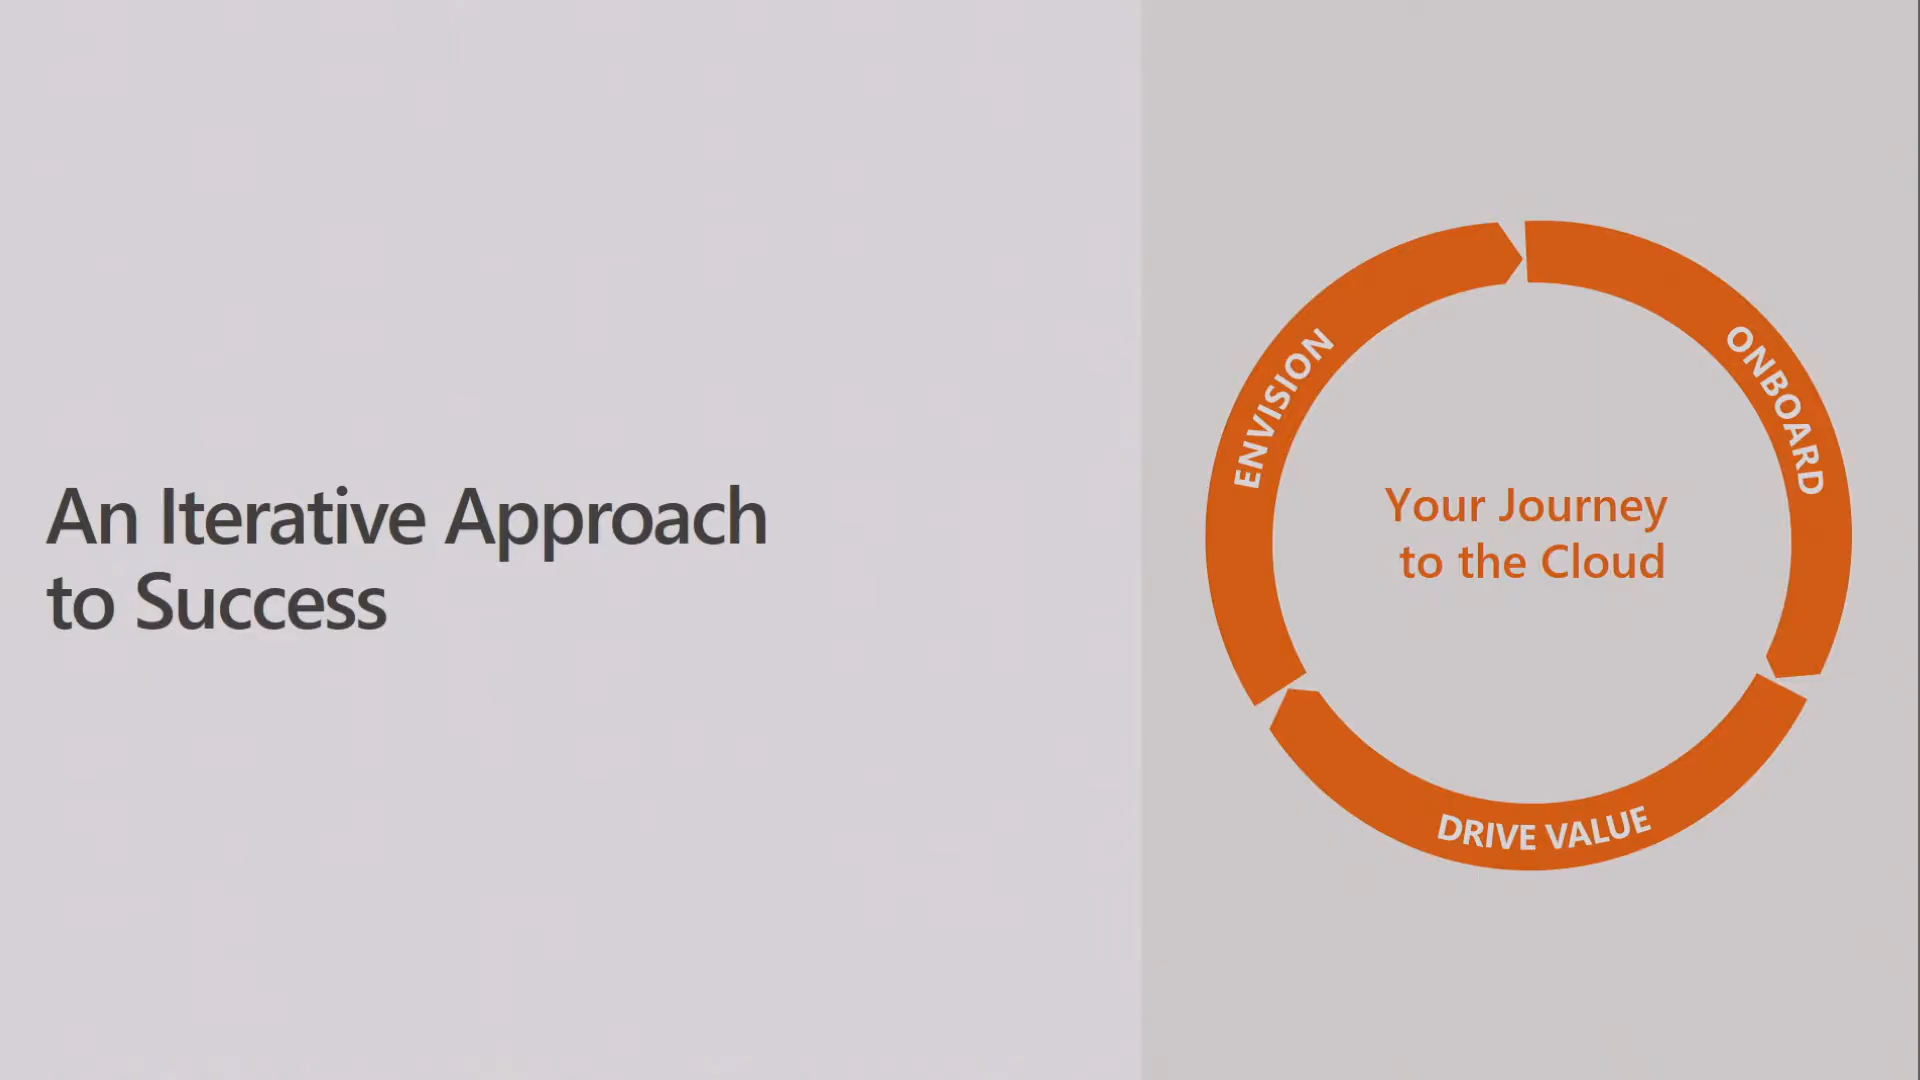 An Iterative Approach
to Success
ENVISION
ONBOARD
Your Journey
to the Cloud
DRIVE VALUE